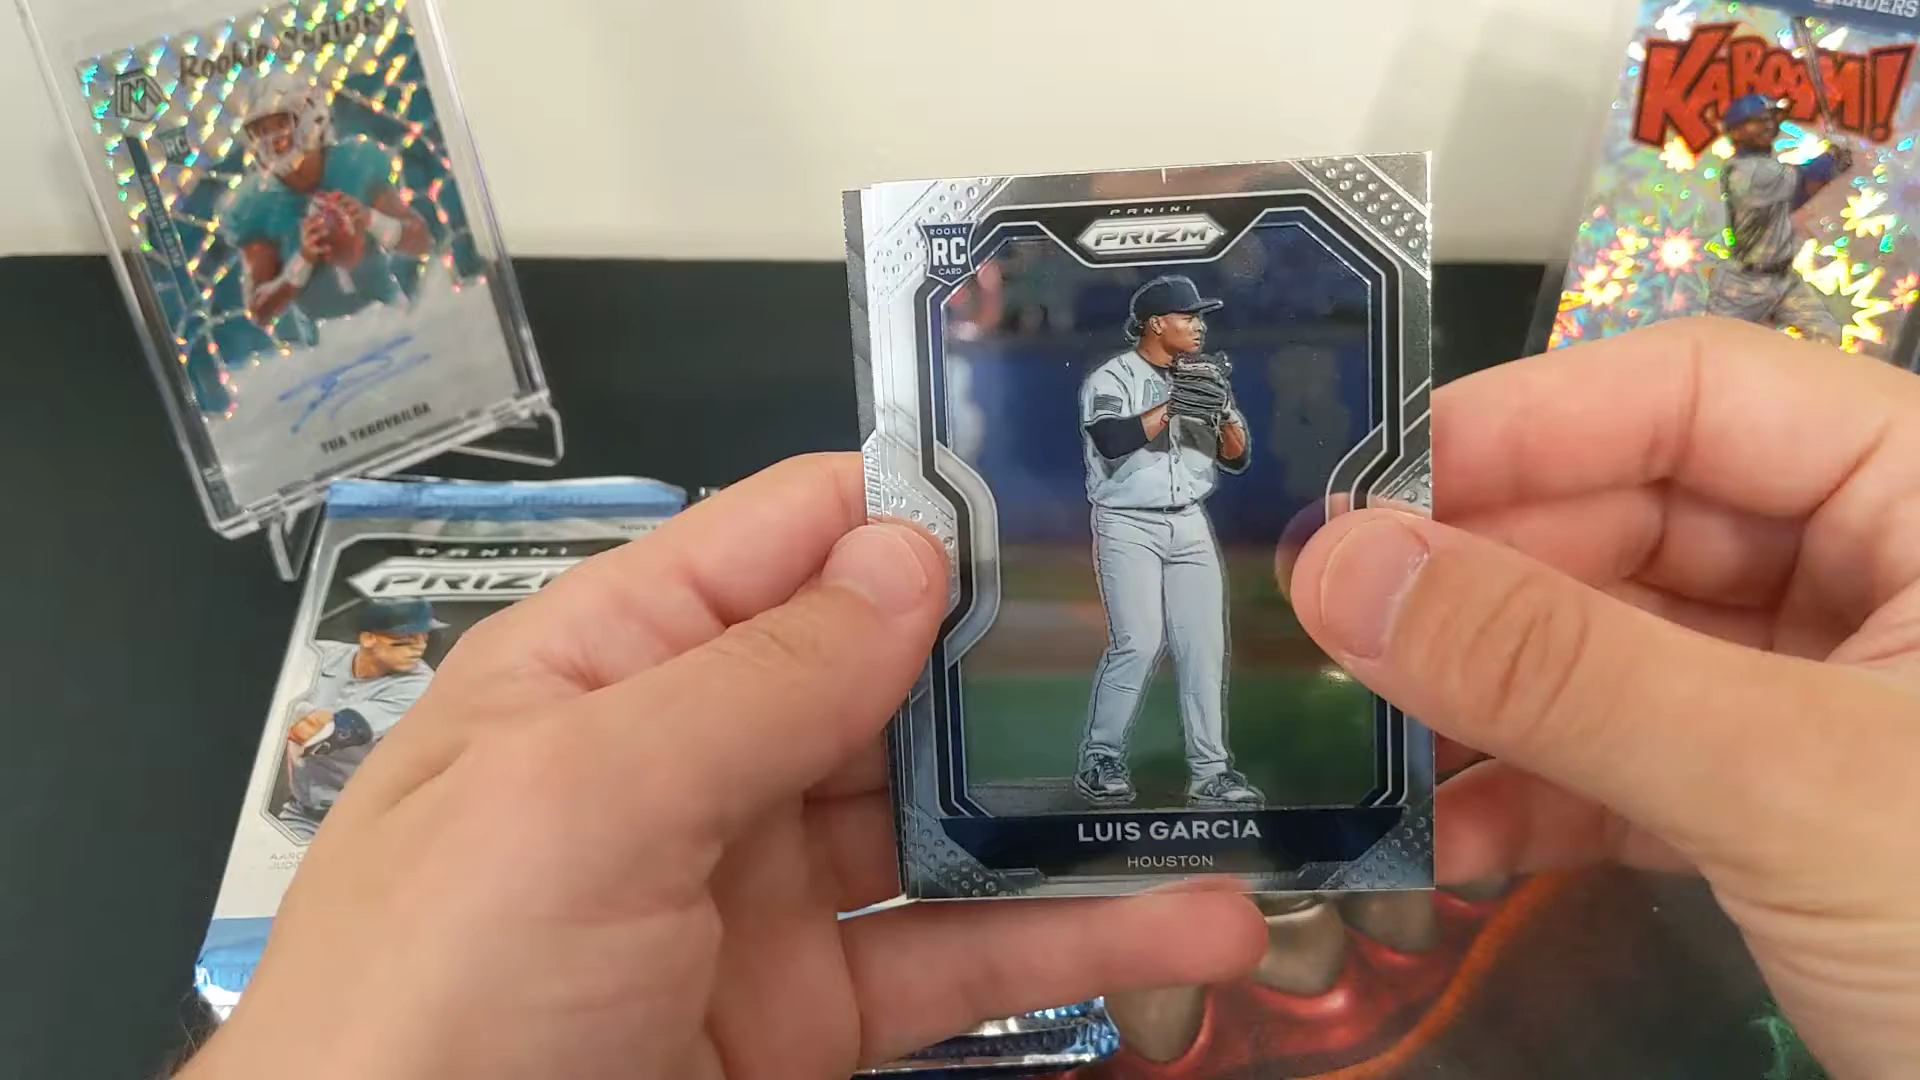 Rookie Scripts
RC
TUA TAGOVAILOA
KABOOM!
PANINI
PRIZM
ROOKIE
RC
CARD
LUIS GARCIA
HOUSTON
PANINI
PRIZM